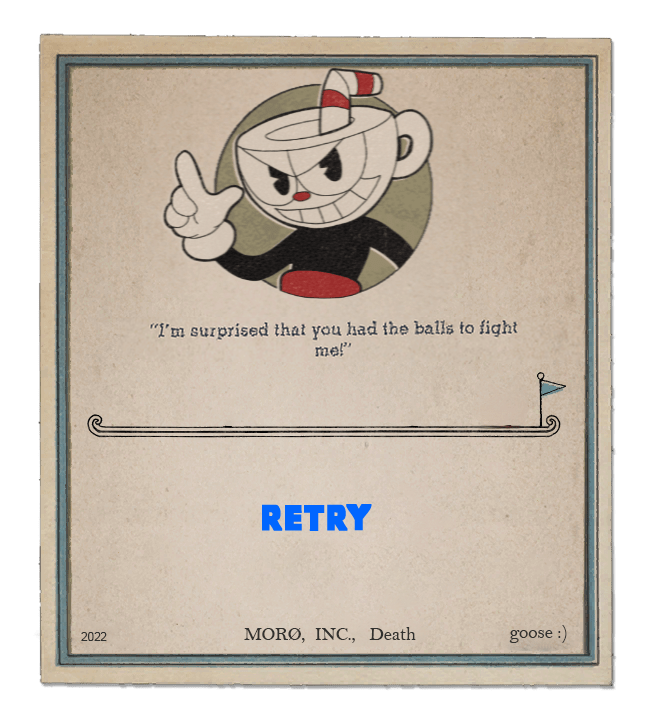 “I'm surprised that you had the balls to fight
me!”
RETRY
2022
MORØ, INC., Death
goose :)